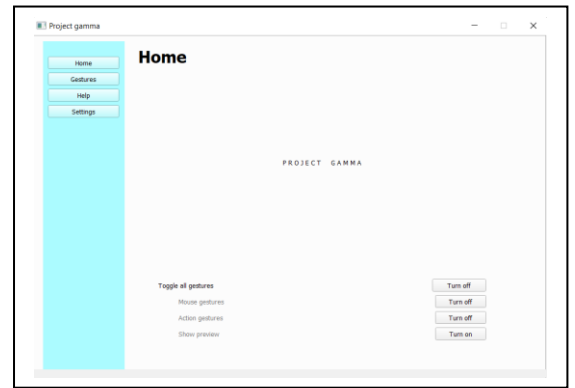 Project gamma
Home
Gestures
Help
Settings
Home
PROJECT GAMMA
Toggle all gestures Turn off
Mouse gestures Turn off
Action gestures Turn off
Show preview Turn on